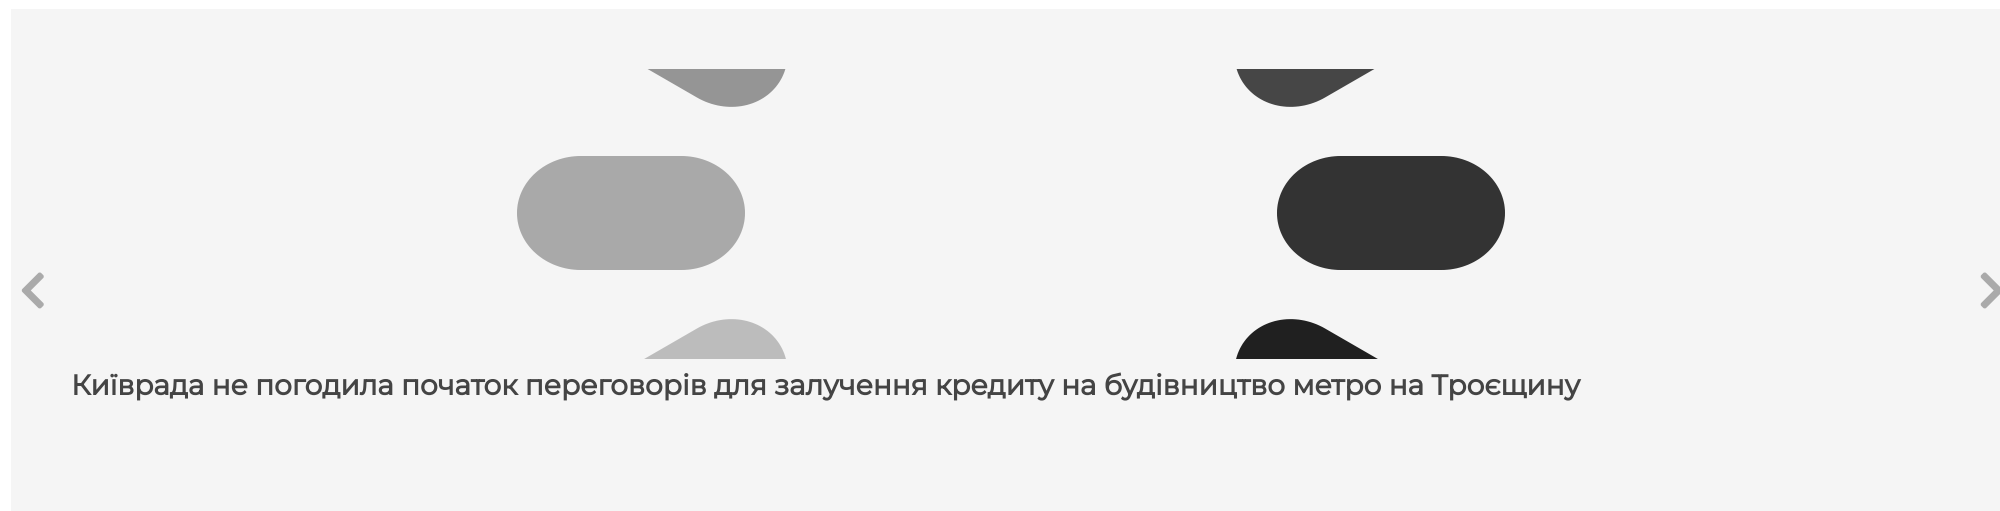 Київрада не погодила початок переговорів для залучення кредиту на будівництво метро на Троєщину